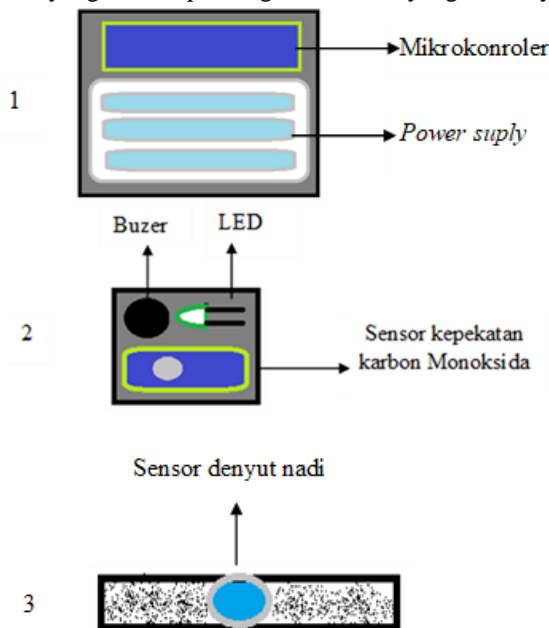 Mikrokonroler
1
Power suply
Buzer
LED
2
Sensor kepekatan
karbon Monoksida
Sensor denyut nadi
3